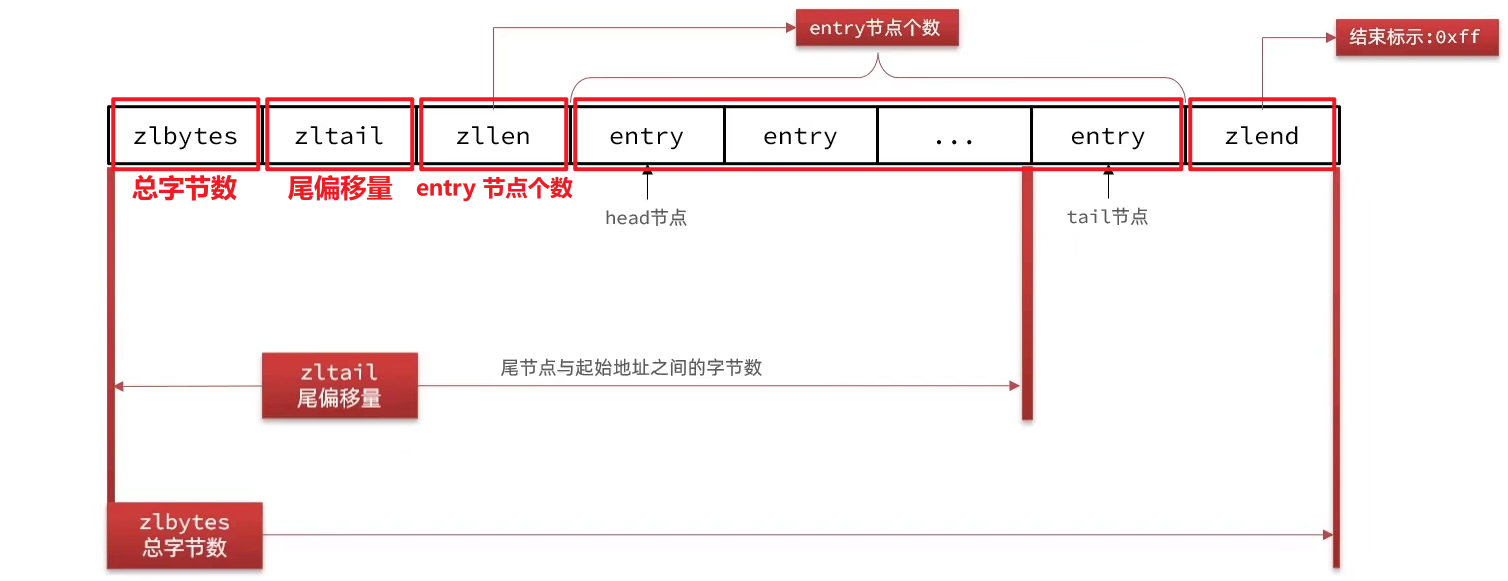 entry节点个数
结束标示:0xff
zlbytes
zltail
zllen
entry
entry
...
entry
zlend
总字节数
尾偏移量
entry 节点个数
head节点
tail节点
zltail
尾偏移量
尾节点与起始地址之间的字节数
zlbytes
总字节数